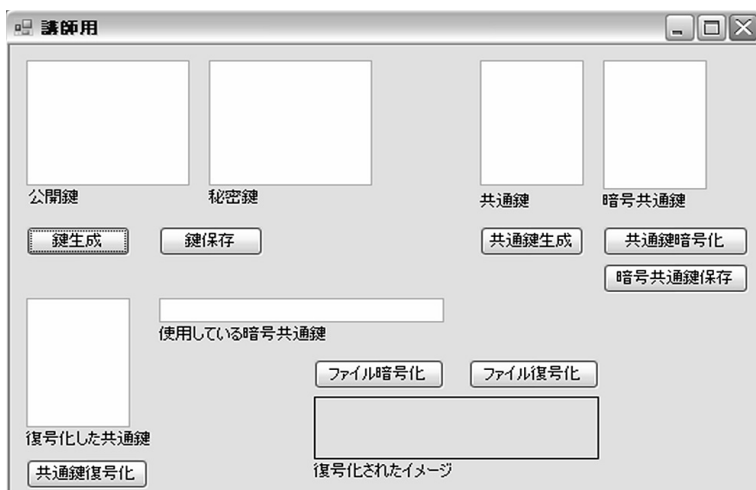 講師用
公開鍵
秘密鍵
共通鍵
暗号共通鍵
鍵生成
鍵保存
共通鍵生成
共通鍵暗号化
暗号共通鍵保存
使用している暗号共通鍵
ファイル暗号化
ファイル復号化
復号化した共通鍵
共通鍵復号化
復号化されたイメージ